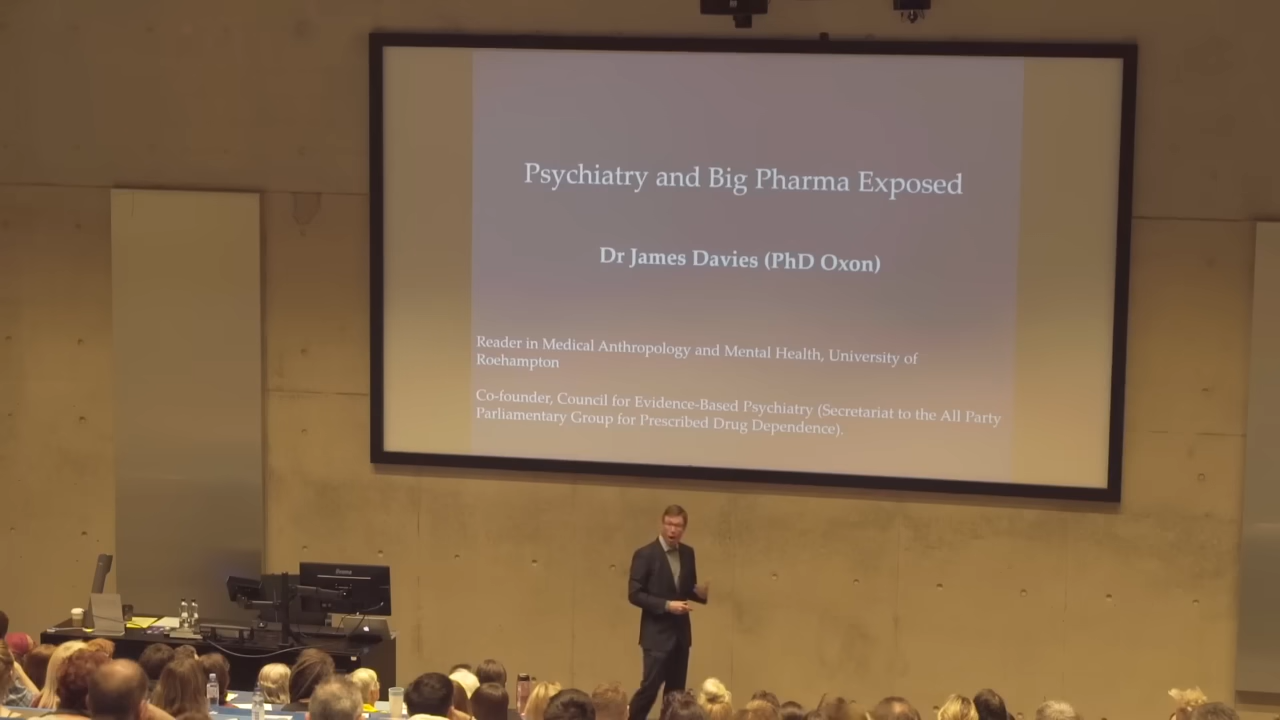 Psychiatry and Big Pharma Exposed
Dr James Davies (PhD Oxon)
Reader in Medical Anthropology and Mental Health, University of
Roehampton
Co-founder, Council for Evidence-Based Psychiatry (Secretariat to the All Party
Parliamentary Group for Prescribed Drug Dependence).